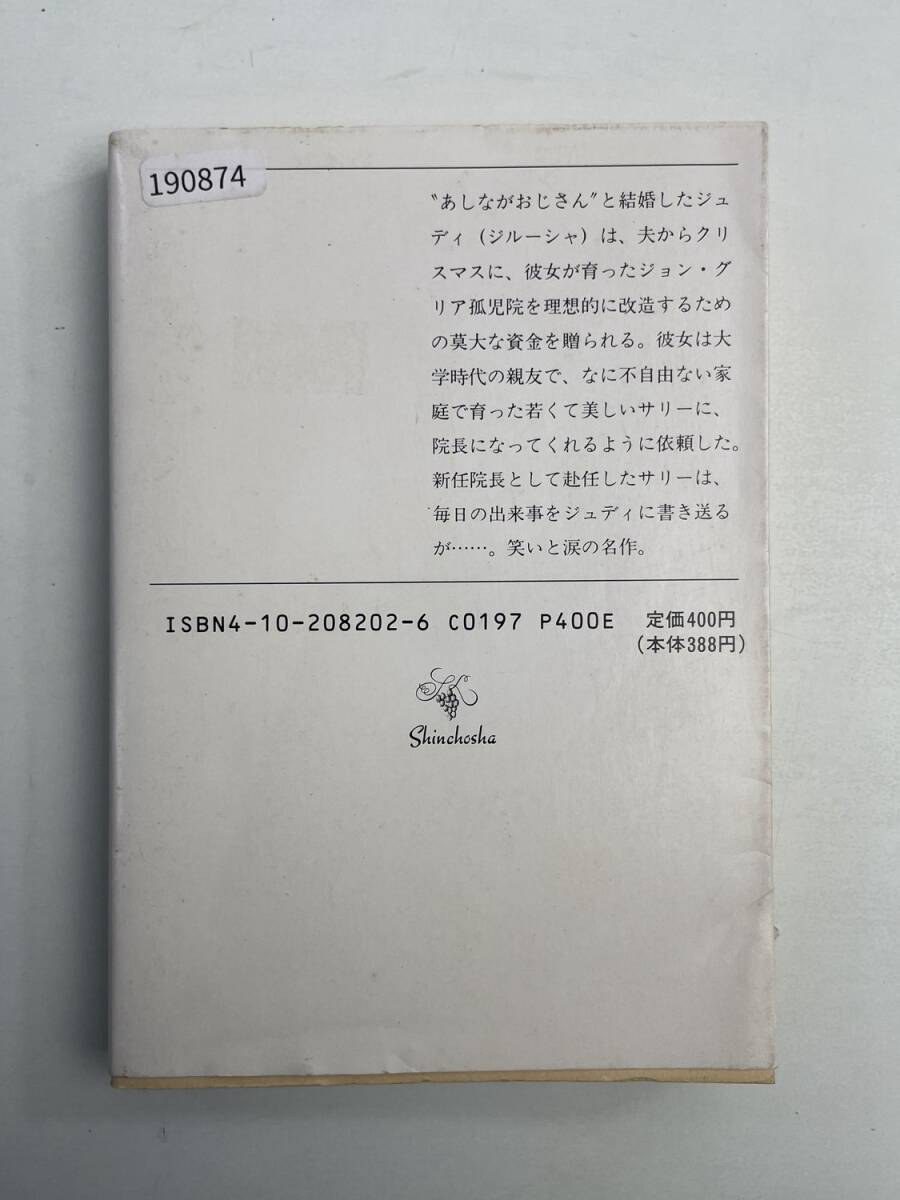 190874
〝あしながおじさん〟と結婚したジュ
ディ（ジルーシャ）は、夫からクリ
スマスに、彼女が育ったジョン・グ
リア孤児院を理想的に改造するため
の莫大な資金を贈られる。彼女は大
学時代の親友で、なに不自由ない家
庭で育った若くて美しいサリーに、
院長になってくれるように依頼した。
新任院長として赴任したサリーは、
毎日の出来事をジュディに書き送る
が……。笑いと涙の名作。
ISBN4-10-208202-6 C0197 P400E 定価400円
（本体388円）
Shinchosha